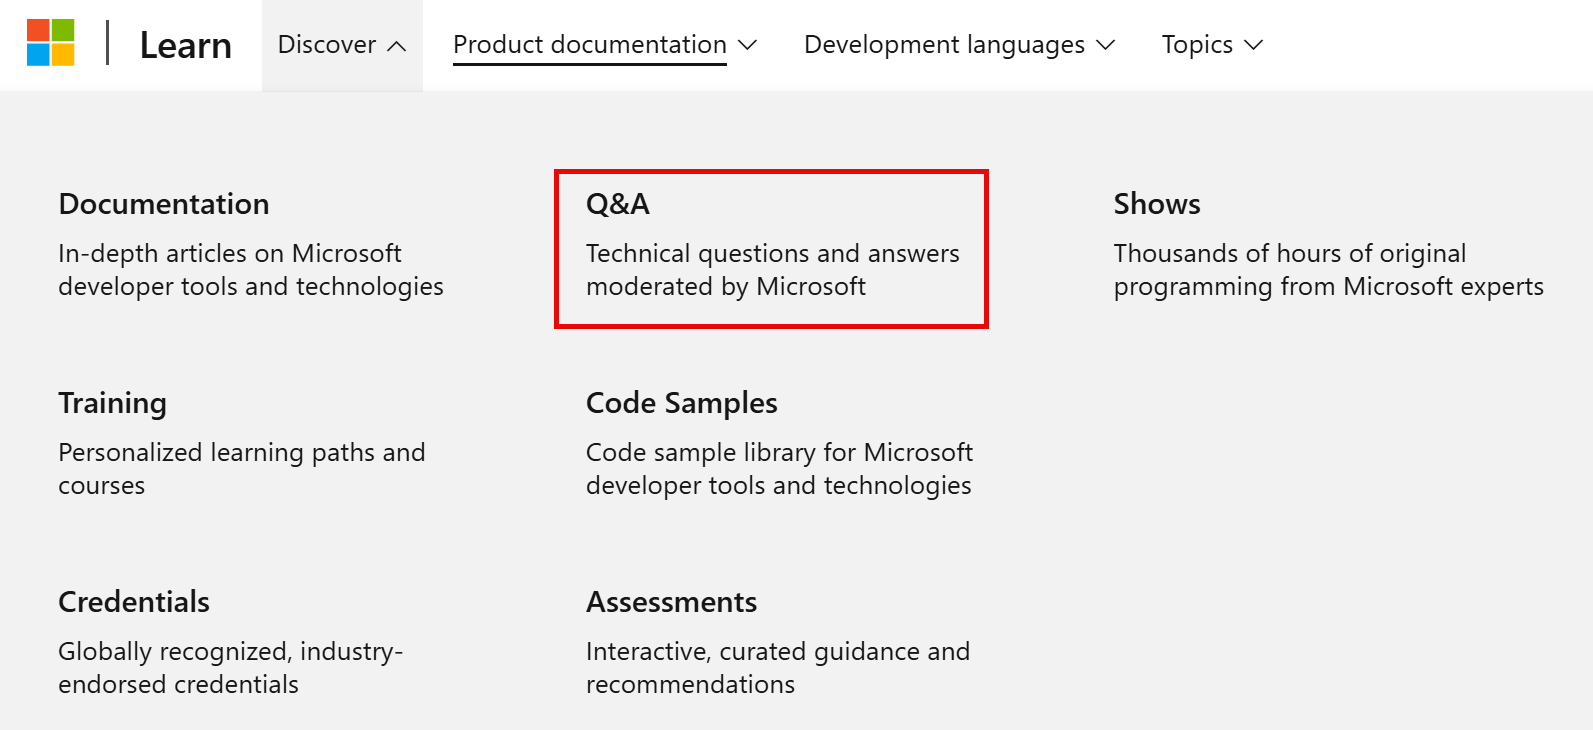 Learn
Discover
Product documentation
Development languages
Topics
Documentation
In-depth articles on Microsoft
developer tools and technologies
Q&A
Technical questions and answers
moderated by Microsoft
Shows
Thousands of hours of original
programming from Microsoft experts
Training
Personalized learning paths and
courses
Code Samples
Code sample library for Microsoft
developer tools and technologies
Credentials
Globally recognized, industry-
endorsed credentials
Assessments
Interactive, curated guidance and
recommendations